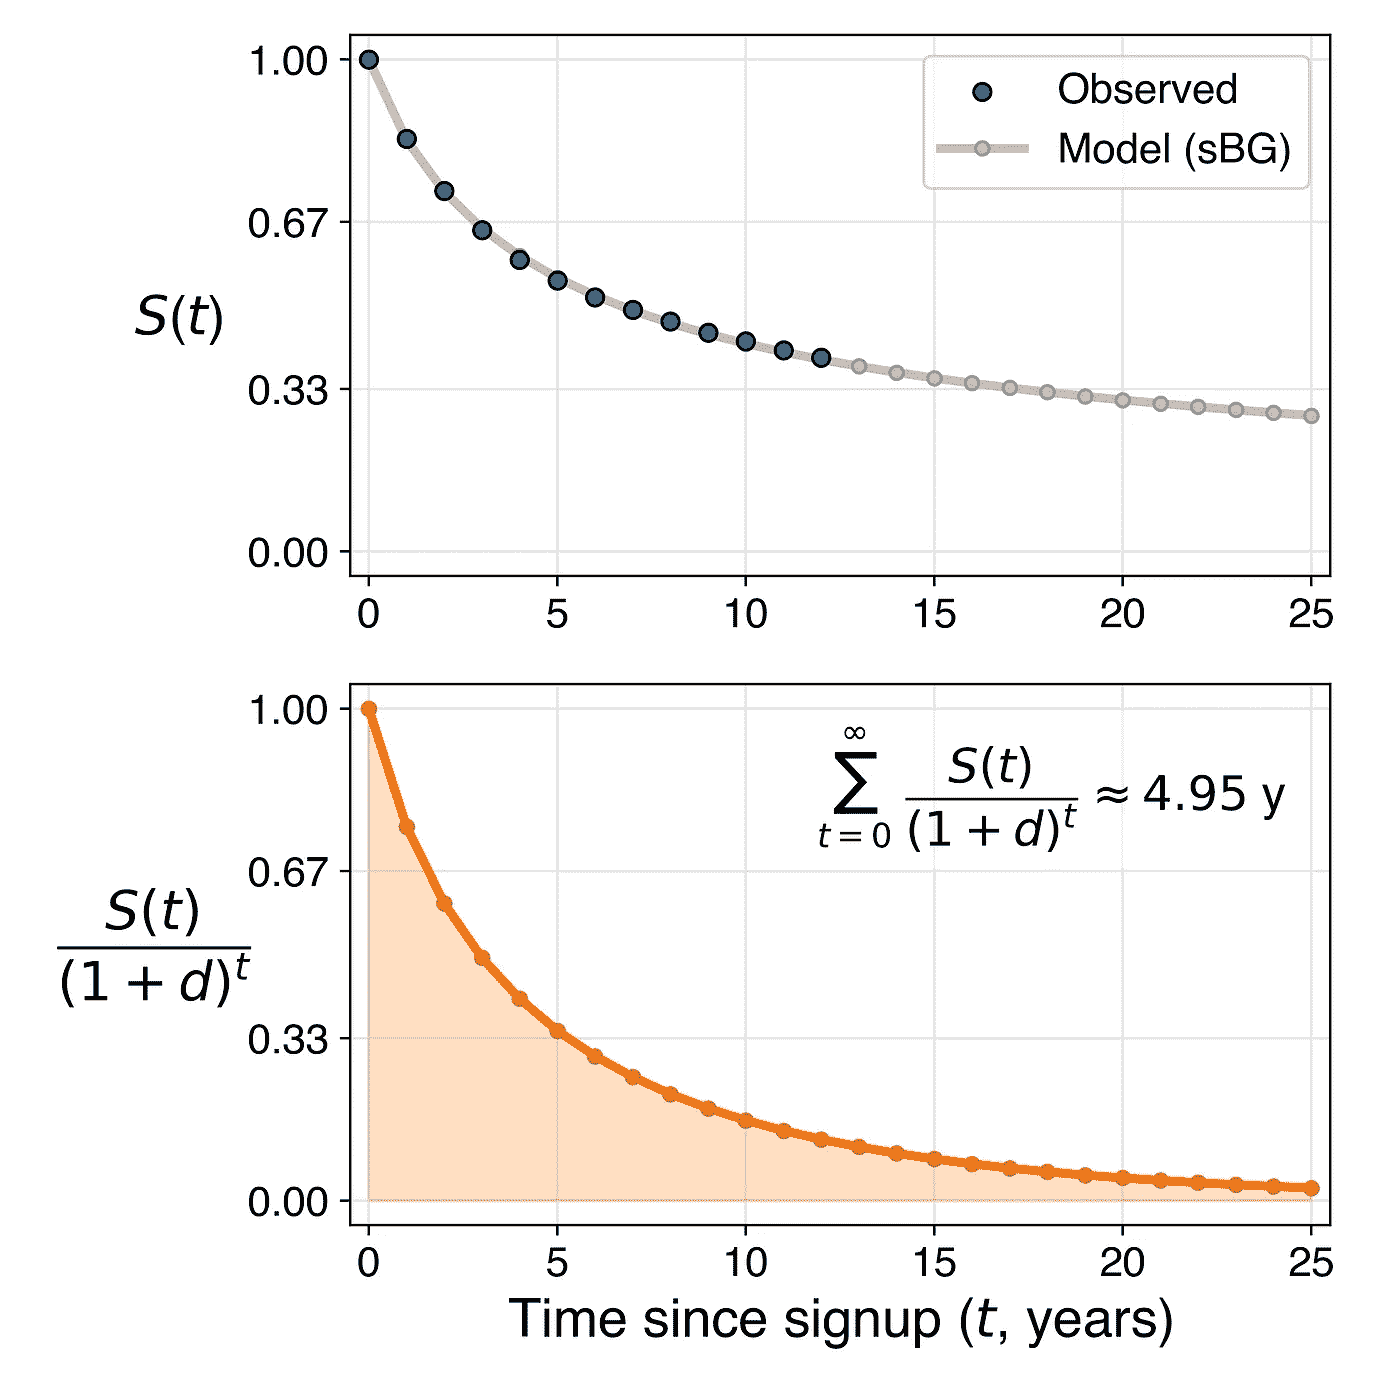 1.00
0.67
0.33
0.00
S(t)
Observed
Model (sBG)
0 5 10 15 20 25
1.00
0.67
0.33
0.00
S(t)
(1 + d)^t
∞
∑
t = 0
S(t)
(1 + d)^t
≈ 4.95 y
0 5 10 15 20 25
Time since signup (t, years)